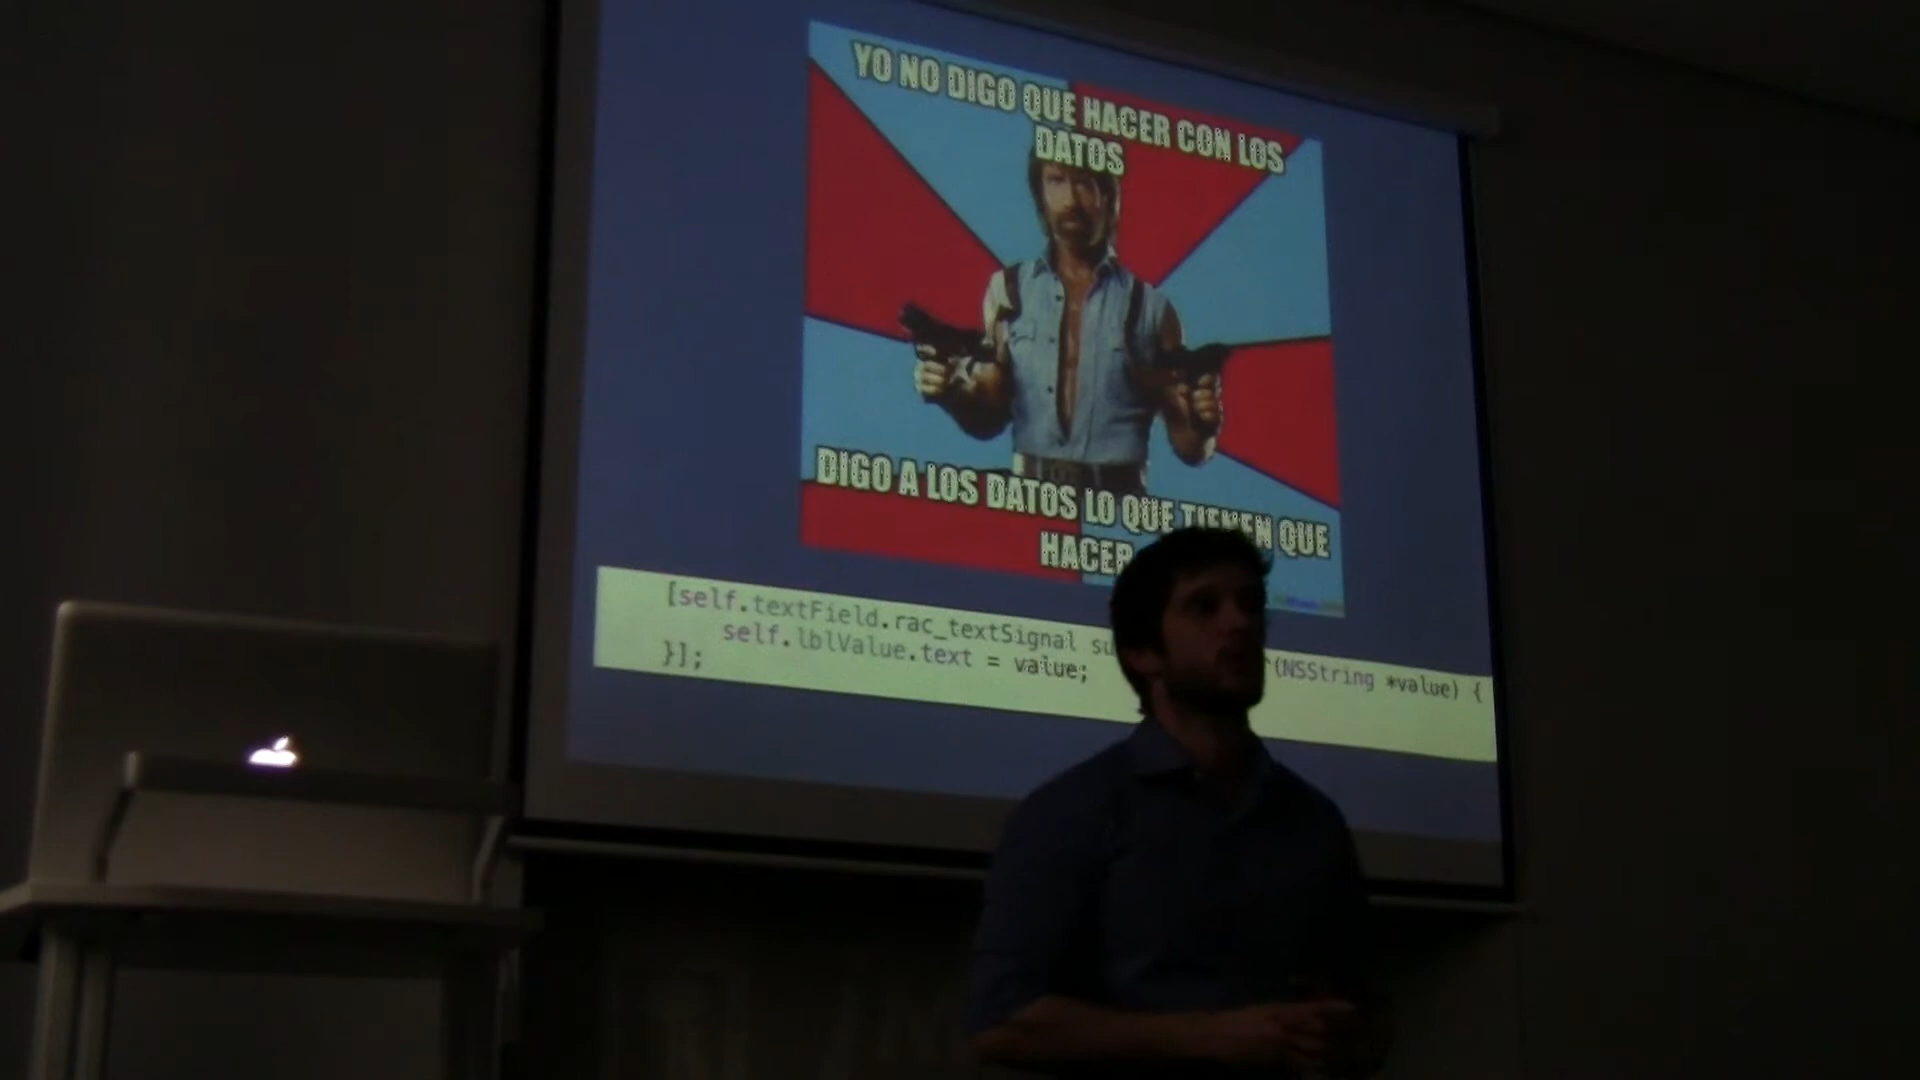 YO NO DIGO QUE HACER CON LOS
DATOS
DIGO A LOS DATOS LO QUE TIENEN QUE
HACER
[self.textField.rac_textSignal su ^(NSString *value) {
self.lblValue.text = value;
}];